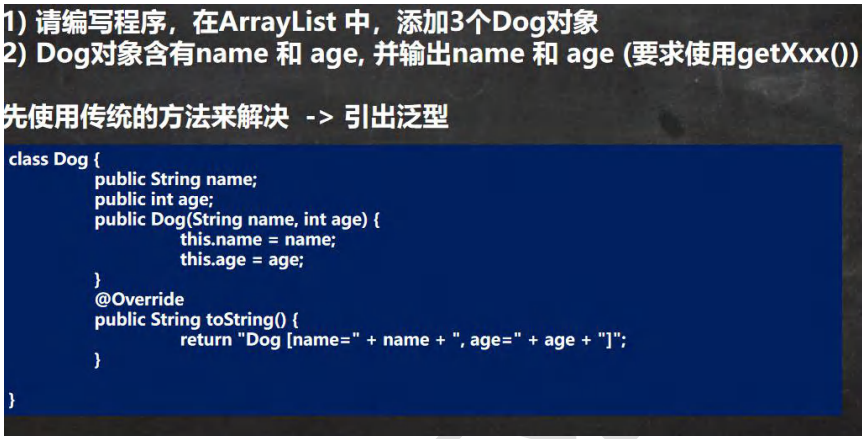 1) 请编写程序，在ArrayList 中，添加3个Dog对象
2) Dog对象含有name 和 age, 并输出name 和 age (要求使用getXxx())
先使用传统的方法来解决 -> 引出泛型
class Dog {
public String name;
public int age;
public Dog(String name, int age) {
this.name = name;
this.age = age;
}
@Override
public String toString() {
return "Dog [name=" + name + ", age=" + age + "]";
}
}